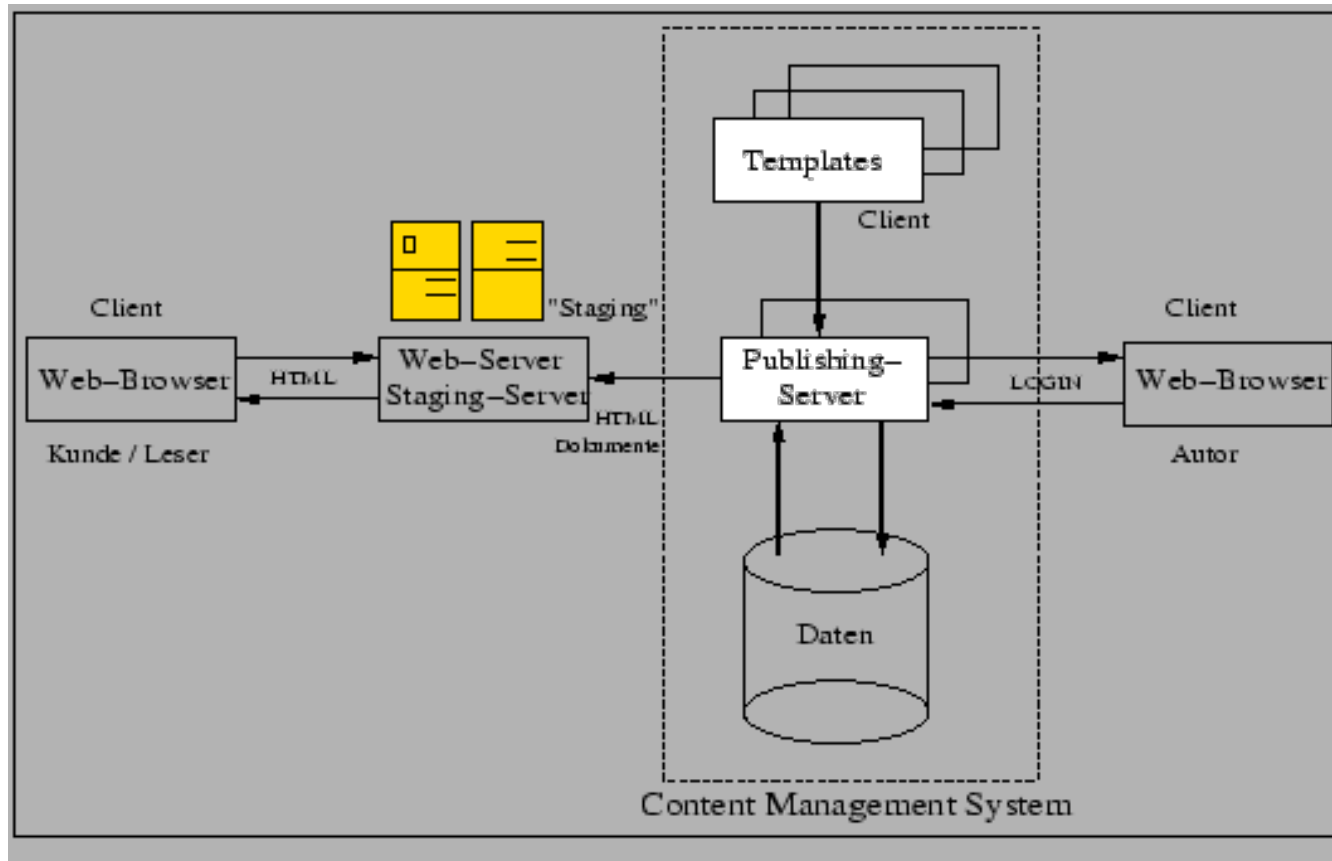 Templates
Client
Client
"Staging"
Client
Web–Browser
HTML
Web–Server
Staging–Server
Publishing–
Server
LOGIN
Web–Browser
HTML
Dokumente
Kunde / Leser
Autor
Daten
Content Management System